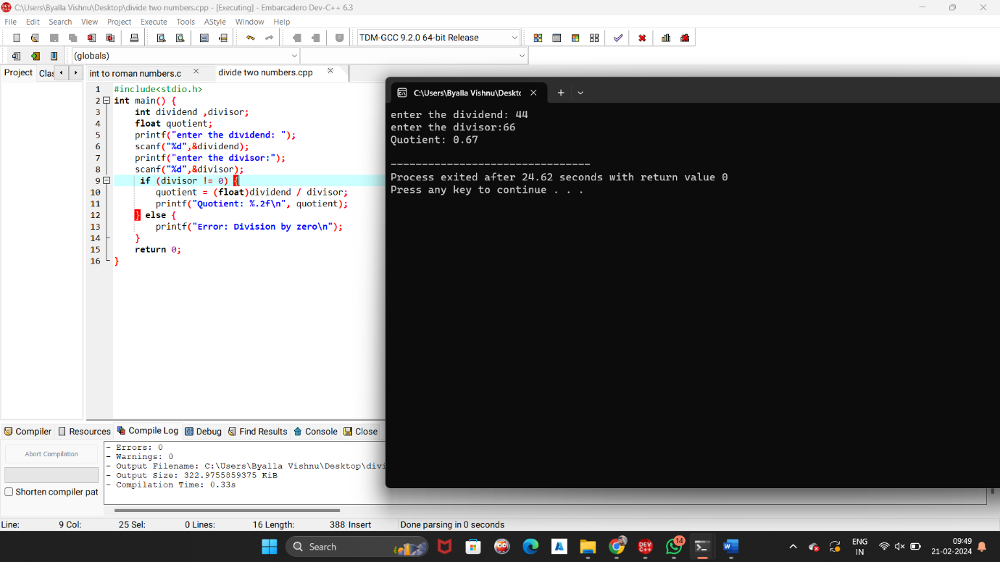 C:\Users\Byalla Vishnu\Desktop\divide two numbers.cpp - [Executing] - Embarcadero Dev-C++ 6.3
File Edit Search View Project Execute Tools AStyle Window Help
TDM-GCC 9.2.0 64-bit Release
(globals)
Project Clas int to roman numbers.c divide two numbers.cpp
1 #include<stdio.h>
2 int main() {
3 int dividend ,divisor;
4 float quotient;
5 printf("enter the dividend: ");
6 scanf("%d",&dividend);
7 printf("enter the divisor:");
8 scanf("%d",&divisor);
9 if (divisor != 0) {
10 quotient = (float)dividend / divisor;
11 printf("Quotient: %.2f\n", quotient);
12 } else {
13 printf("Error: Division by zero\n");
14 }
15 return 0;
16 }
C:\Users\Byalla Vishnu\Deskto
enter the dividend: 44
enter the divisor:66
Quotient: 0.67
--------------------------------
Process exited after 24.62 seconds with return value 0
Press any key to continue . . .
Compiler Resources Compile Log Debug Find Results Console Close
Abort Compilation
Shorten compiler pat
- Errors: 0
- Warnings: 0
- Output Filename: C:\Users\Byalla Vishnu\Desktop\divi
- Output Size: 322.9755859375 KiB
- Compilation Time: 0.33s
Line: 9 Col: 25 Sel: 0 Lines: 16 Length: 388 Insert Done parsing in 0 seconds
Search
DEV C++
14
W
ENG
IN
09:49
21-02-2024